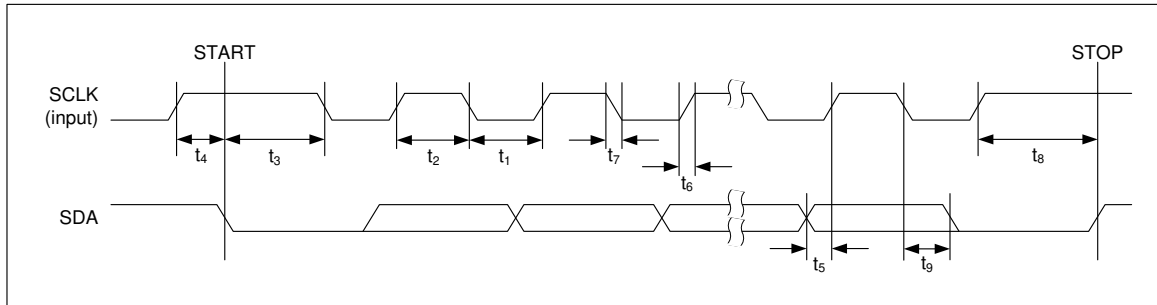 START
STOP
SCLK
(input)
t4
t3
t2
t1
t7
t6
t8
SDA
t5
t9